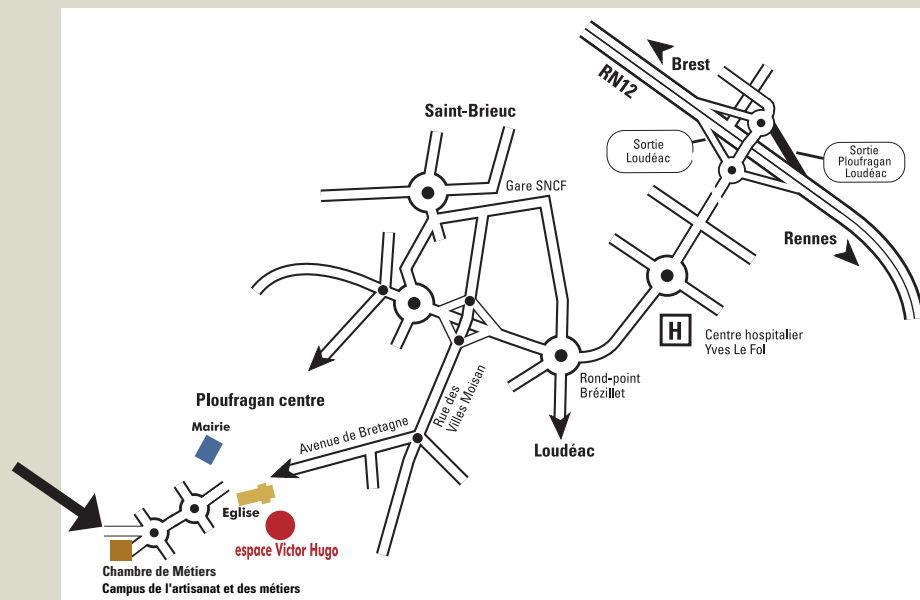 Brest
RN12
Saint-Brieuc
Sortie
Loudéac
Sortie
Ploufragan
Loudéac
Gare SNCF
Rennes
H
Centre hospitalier
Yves Le Fol
Rond-point
Brézillet
Ploufragan centre
Rue des
Villes Moisan
Mairie
Avenue de Bretagne
Loudéac
Eglise
espace Victor Hugo
Chambre de Métiers
Campus de l'artisanat et des métiers